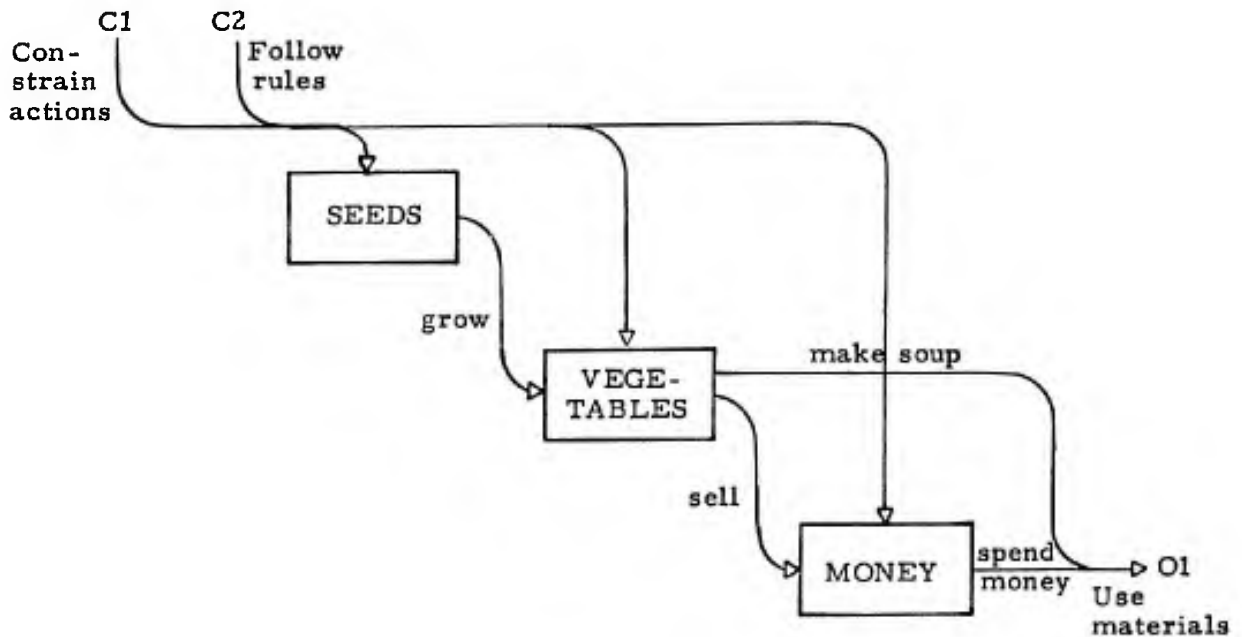 C1
C2
Con-
strain
actions
Follow
rules
SEEDS
grow
VEGE-
TABLES
make soup
sell
MONEY
spend
money
O1
Use
materials